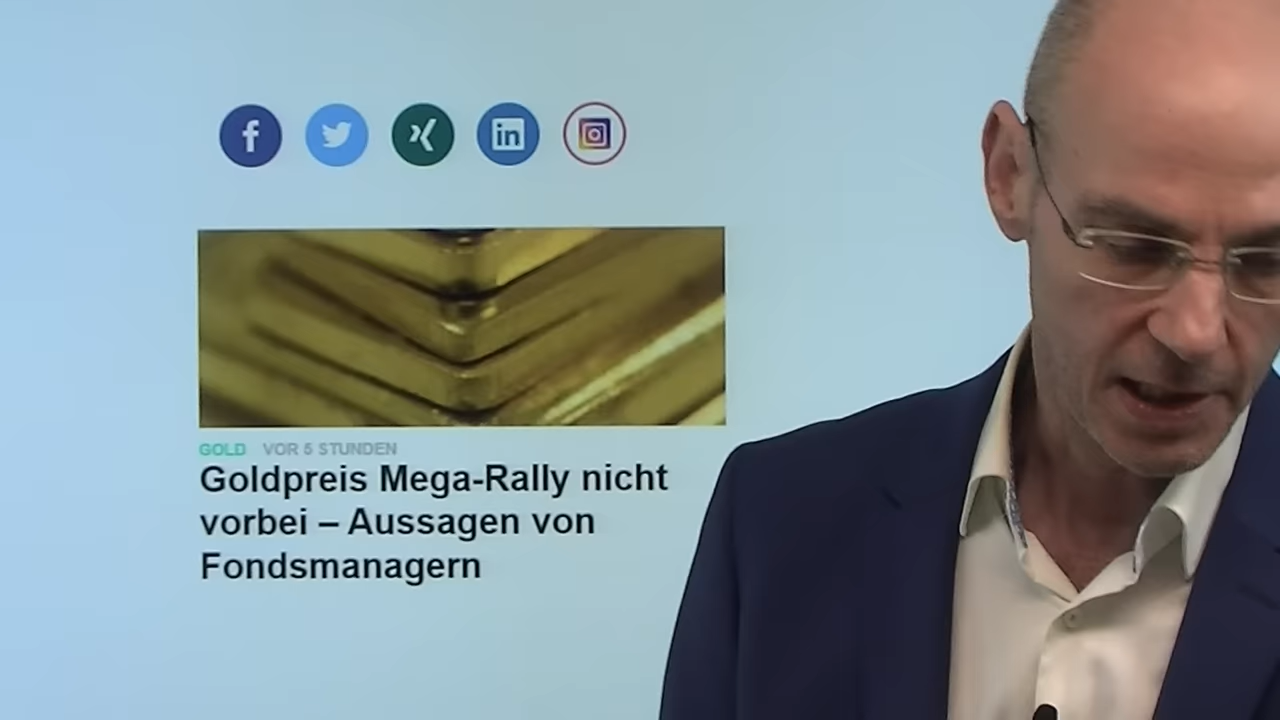 GOLD VOR 5 STUNDEN
Goldpreis Mega-Rally nicht
vorbei – Aussagen von
Fondsmanagern